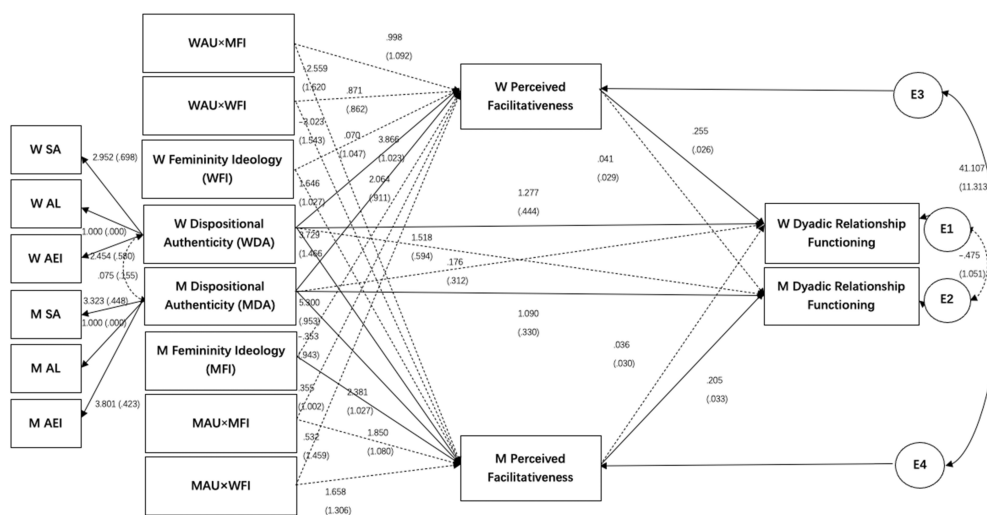 WAU×MFI
WAU×WFI
W Femininity Ideology
(WFI)
W Dispositional
Authenticity (WDA)
M Dispositional
Authenticity (MDA)
M Femininity Ideology
(MFI)
MAU×MFI
MAU×WFI
W SA
W AL
W AEI
M SA
M AL
M AEI
2.952 (.698)
1.000 (.000)
2.454 (.580)
.075 (.155)
3.323 (.448)
1.000 (.000)
3.801 (.423)
.998
(1.092)
-2.559
(1.620
.871
(.862)
(1.543)
.070
(1.047)
3.866
(1.023)
1.646
(1.027)
2.064
(.911)
3.729
(1.466
5.300
(.953)
-.353
(.943)
.355
(1.002)
2.381
(1.027)
.532
(1.459)
1.850
(1.080)
1.658
(1.306)
W Perceived
Facilitativeness
M Perceived
Facilitativeness
.255
(.026)
.041
(.029)
1.277
(.444)
1.518
(.594)
.176
(.312)
1.090
(.330)
.036
(.030)
.205
(.033)
W Dyadic Relationship
Functioning
M Dyadic Relationship
Functioning
E3
E1
E2
E4
41.107
(11.313)
-.475
(1.051)